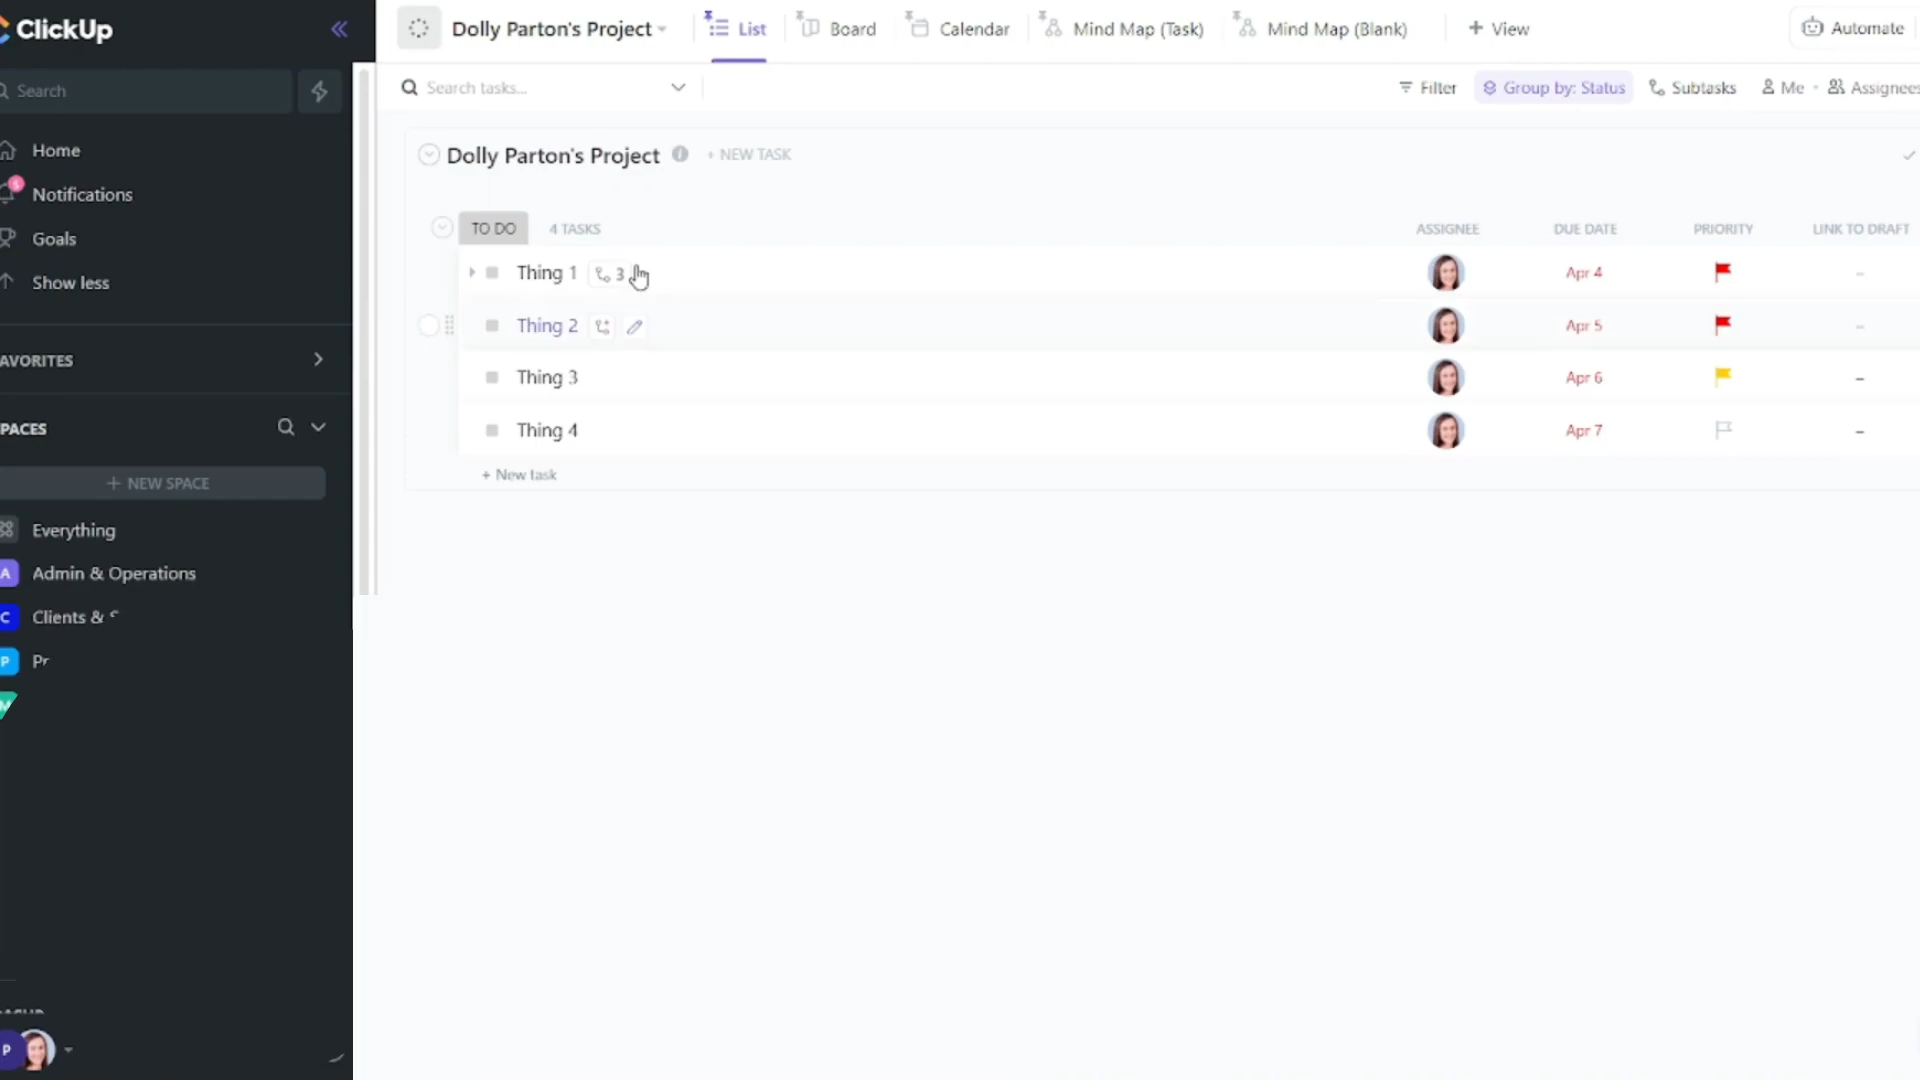 ClickUp
Dolly Parton's Project
List
Board
Calendar
Mind Map (Task)
Mind Map (Blank)
+ View
Automate
Search
Search tasks...
Filter
Group by: Status
Subtasks
Me
Assignees
Home
Notifications
Goals
Show less
AVORITES
PACES
+ NEW SPACE
Everything
A Admin & Operations
C Clients &
P Pr
M
P
Dolly Parton's Project
+ NEW TASK
TO DO
4 TASKS
ASSIGNEE
DUE DATE
PRIORITY
LINK TO DRAFT
Thing 1
3
Apr 4
–
Thing 2
Apr 5
–
Thing 3
Apr 6
–
Thing 4
Apr 7
–
+ New task